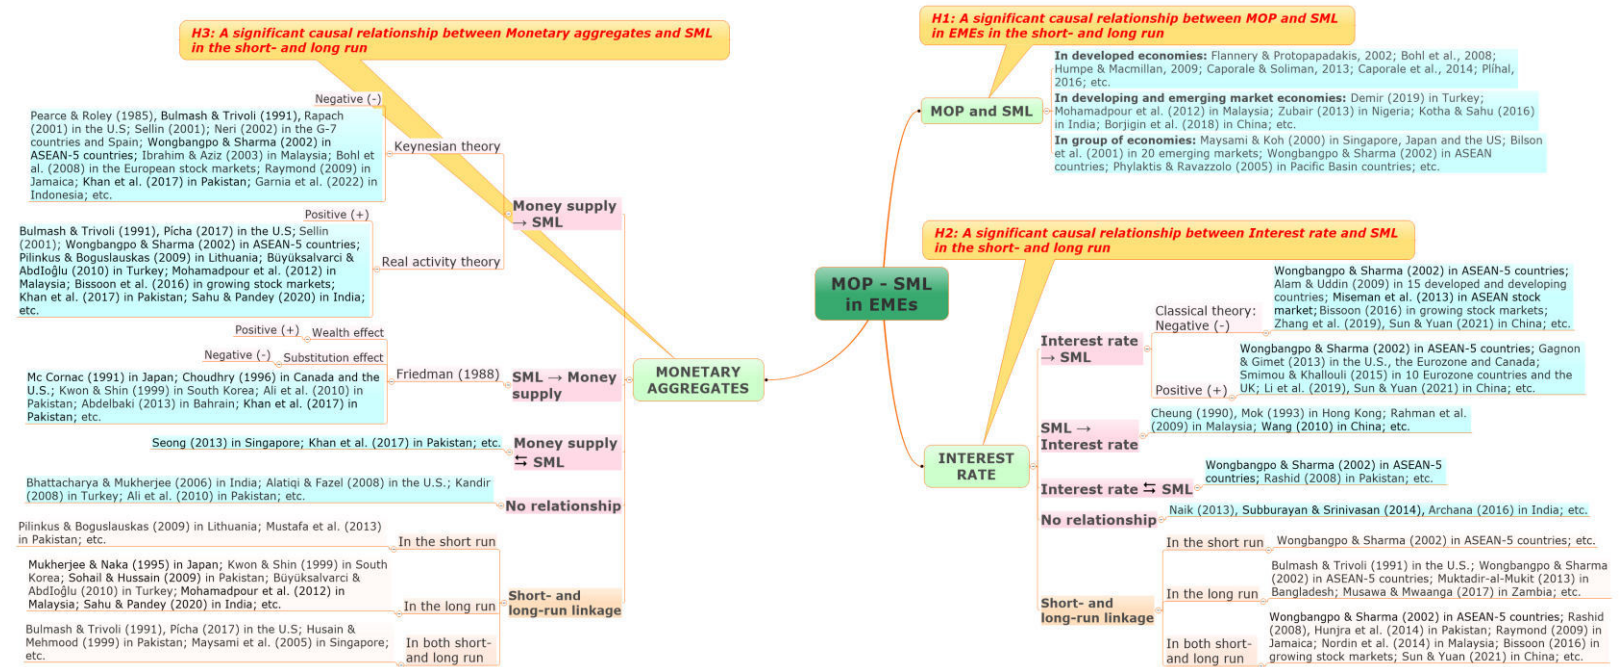 H3: A significant causal relationship between Monetary aggregates and SML
in the short- and long run
Negative (-)
Pearce & Roley (1985), Bulmash & Trivoli (1991), Rapach
(2001) in the U.S; Sellin (2001); Neri (2002) in the G-7
countries and Spain; Wongbangpo & Sharma (2002) in
ASEAN-5 countries; Ibrahim & Aziz (2003) in Malaysia; Bohl et
al. (2008) in the European stock markets; Raymond (2009) in
Jamaica; Khan et al. (2017) in Pakistan; Garnia et al. (2022) in
Indonesia; etc.
Keynesian theory
Positive (+)
Bulmash & Trivoli (1991), Pícha (2017) in the U.S; Sellin
(2001); Wongbangpo & Sharma (2002) in ASEAN-5 countries;
Pilinkus & Boguslauskas (2009) in Lithuania; Büyüksalvarci &
AbdIoğlu (2010) in Turkey; Mohamadpour et al. (2012) in
Malaysia; Bissoon et al. (2016) in growing stock markets;
Khan et al. (2017) in Pakistan; Sahu & Pandey (2020) in India;
etc.
Real activity theory
Money supply
→ SML
Positive (+)
Wealth effect
Negative (-)
Substitution effect
Mc Cornac (1991) in Japan; Choudhry (1996) in Canada and the
U.S.; Kwon & Shin (1999) in South Korea; Ali et al. (2010) in
Pakistan; Abdelbaki (2013) in Bahrain; Khan et al. (2017) in
Pakistan; etc.
Friedman (1988)
SML → Money
supply
Seong (2013) in Singapore; Khan et al. (2017) in Pakistan; etc.
Money supply
⇆ SML
Bhattacharya & Mukherjee (2006) in India; Alatiqi & Fazel (2008) in the U.S.; Kandir
(2008) in Turkey; Ali et al. (2010) in Pakistan; etc.
No relationship
Pilinkus & Boguslauskas (2009) in Lithuania; Mustafa et al. (2013)
in Pakistan; etc.
In the short run
Mukherjee & Naka (1995) in Japan; Kwon & Shin (1999) in South
Korea; Sohail & Hussain (2009) in Pakistan; Büyüksalvarci &
AbdIoğlu (2010) in Turkey; Mohamadpour et al. (2012) in
Malaysia; Sahu & Pandey (2020) in India; etc.
In the long run
Bulmash & Trivoli (1991), Pícha (2017) in the U.S; Husain &
Mehmood (1999) in Pakistan; Maysami et al. (2005) in Singapore;
etc.
In both short-
and long run
Short- and
long-run linkage
MONETARY
AGGREGATES
MOP - SML
in EMEs
H1: A significant causal relationship between MOP and SML
in EMEs in the short- and long run
MOP and SML
In developed economies: Flannery & Protopapadakis, 2002; Bohl et al., 2008;
Humpe & Macmillan, 2009; Caporale & Soliman, 2013; Caporale et al., 2014; Plíhal,
2016; etc.
In developing and emerging market economies: Demir (2019) in Turkey;
Mohamadpour et al. (2012) in Malaysia; Zubair (2013) in Nigeria; Kotha & Sahu (2016)
in India; Borjigin et al. (2018) in China; etc.
In group of economies: Maysami & Koh (2000) in Singapore, Japan and the US; Bilson
et al. (2001) in 20 emerging markets; Wongbangpo & Sharma (2002) in ASEAN
countries; Phylaktis & Ravazzolo (2005) in Pacific Basin countries; etc.
H2: A significant causal relationship between Interest rate and SML
in the short- and long run
INTEREST
RATE
Interest rate
→ SML
Classical theory:
Negative (-)
Wongbangpo & Sharma (2002) in ASEAN-5 countries;
Alam & Uddin (2009) in 15 developed and developing
countries; Miseman et al. (2013) in ASEAN stock
market; Bissoon (2016) in growing stock markets;
Zhang et al. (2019), Sun & Yuan (2021) in China; etc.
Positive (+)
Wongbangpo & Sharma (2002) in ASEAN-5 countries; Gagnon
& Gimet (2013) in the U.S., the Eurozone and Canada;
Smimou & Khallouli (2015) in 10 Eurozone countries and the
UK; Li et al. (2019), Sun & Yuan (2021) in China; etc.
SML →
Interest rate
Cheung (1990), Mok (1993) in Hong Kong; Rahman et al.
(2009) in Malaysia; Wang (2010) in China; etc.
Interest rate ⇆ SML
Wongbangpo & Sharma (2002) in ASEAN-5
countries; Rashid (2008) in Pakistan; etc.
No relationship
Naik (2013), Subburayan & Srinivasan (2014), Archana (2016) in India; etc.
Short- and
long-run linkage
In the short run
Wongbangpo & Sharma (2002) in ASEAN-5 countries; etc.
In the long run
Bulmash & Trivoli (1991) in the U.S.; Wongbangpo & Sharma
(2002) in ASEAN-5 countries; Muktadir-al-Mukit (2013) in
Bangladesh; Musawa & Mwaanga (2017) in Zambia; etc.
In both short-
and long run
Wongbangpo & Sharma (2002) in ASEAN-5 countries; Rashid
(2008), Hunjra et al. (2014) in Pakistan; Raymond (2009) in
Jamaica; Nordin et al. (2014) in Malaysia; Bissoon (2016) in
growing stock markets; Sun & Yuan (2021) in China; etc.